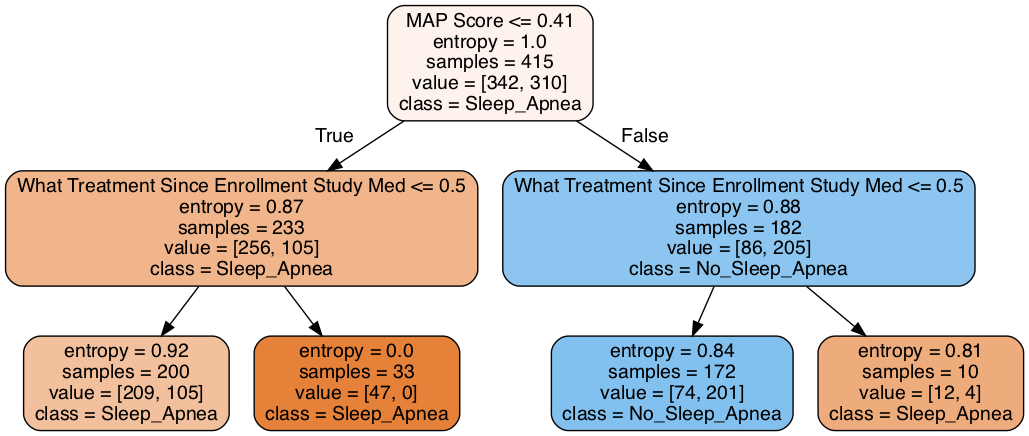 MAP Score <= 0.41
entropy = 1.0
samples = 415
value = [342, 310]
class = Sleep_Apnea
True
False
What Treatment Since Enrollment Study Med <= 0.5
entropy = 0.87
samples = 233
value = [256, 105]
class = Sleep_Apnea
What Treatment Since Enrollment Study Med <= 0.5
entropy = 0.88
samples = 182
value = [86, 205]
class = No_Sleep_Apnea
entropy = 0.92
samples = 200
value = [209, 105]
class = Sleep_Apnea
entropy = 0.0
samples = 33
value = [47, 0]
class = Sleep_Apnea
entropy = 0.84
samples = 172
value = [74, 201]
class = No_Sleep_Apnea
entropy = 0.81
samples = 10
value = [12, 4]
class = Sleep_Apnea